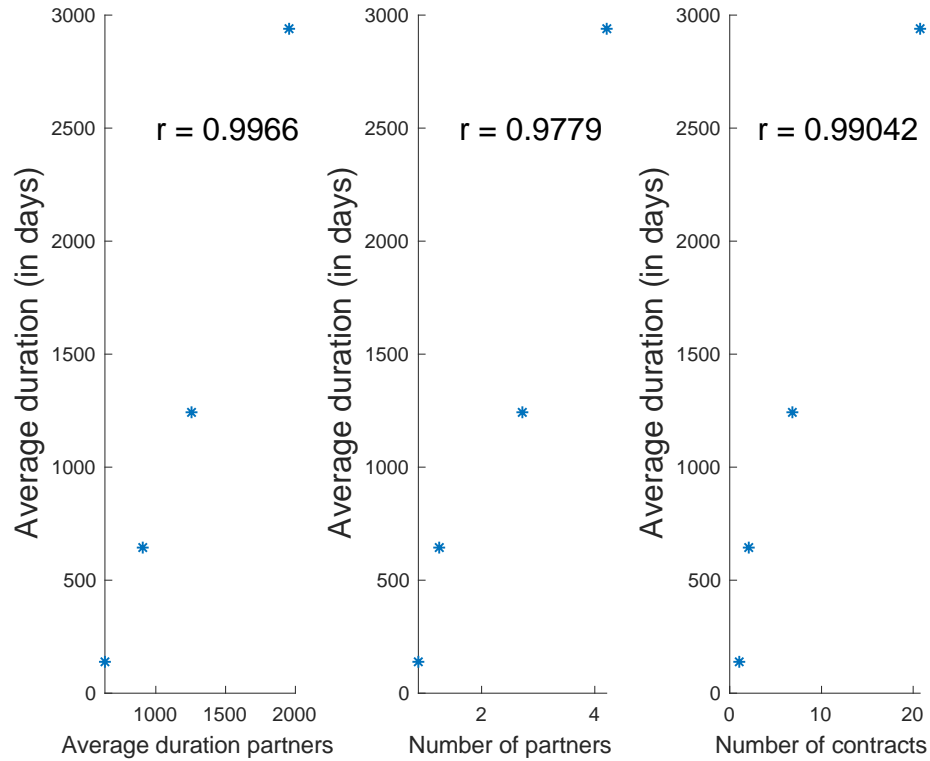 3000
2500
2000
1500
1000
500
0
Average duration (in days)
r = 0.9966
1000 1500 2000
Average duration partners
3000
2500
2000
1500
1000
500
0
Average duration (in days)
r = 0.9779
2 4
Number of partners
3000
2500
2000
1500
1000
500
0
Average duration (in days)
r = 0.99042
0 10 20
Number of contracts